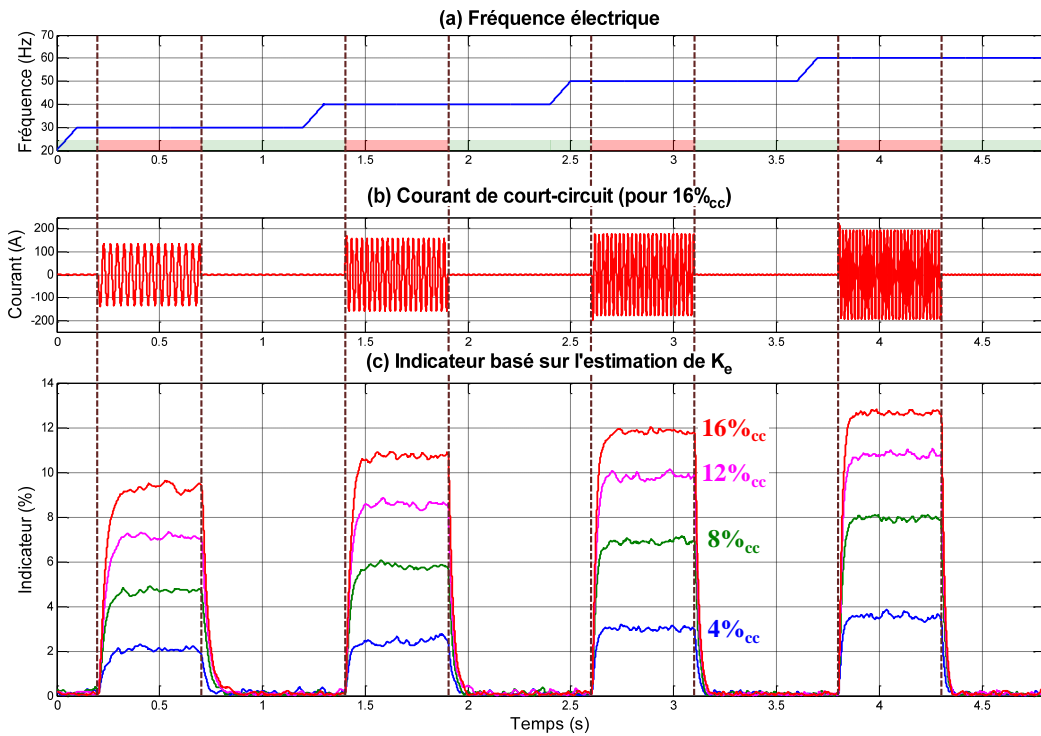 (a) Fréquence électrique
Fréquence (Hz)
70
60
50
40
30
20
0 0.5 1 1.5 2 2.5 3 3.5 4 4.5
(b) Courant de court-circuit (pour 16%cc)
Courant (A)
200
100
0
-100
-200
0 0.5 1 1.5 2 2.5 3 3.5 4 4.5
(c) Indicateur basé sur l'estimation de Ke
Indicateur (%)
14
12
10
8
6
4
2
0
16%cc
12%cc
8%cc
4%cc
0 0.5 1 1.5 2 2.5 3 3.5 4 4.5
Temps (s)